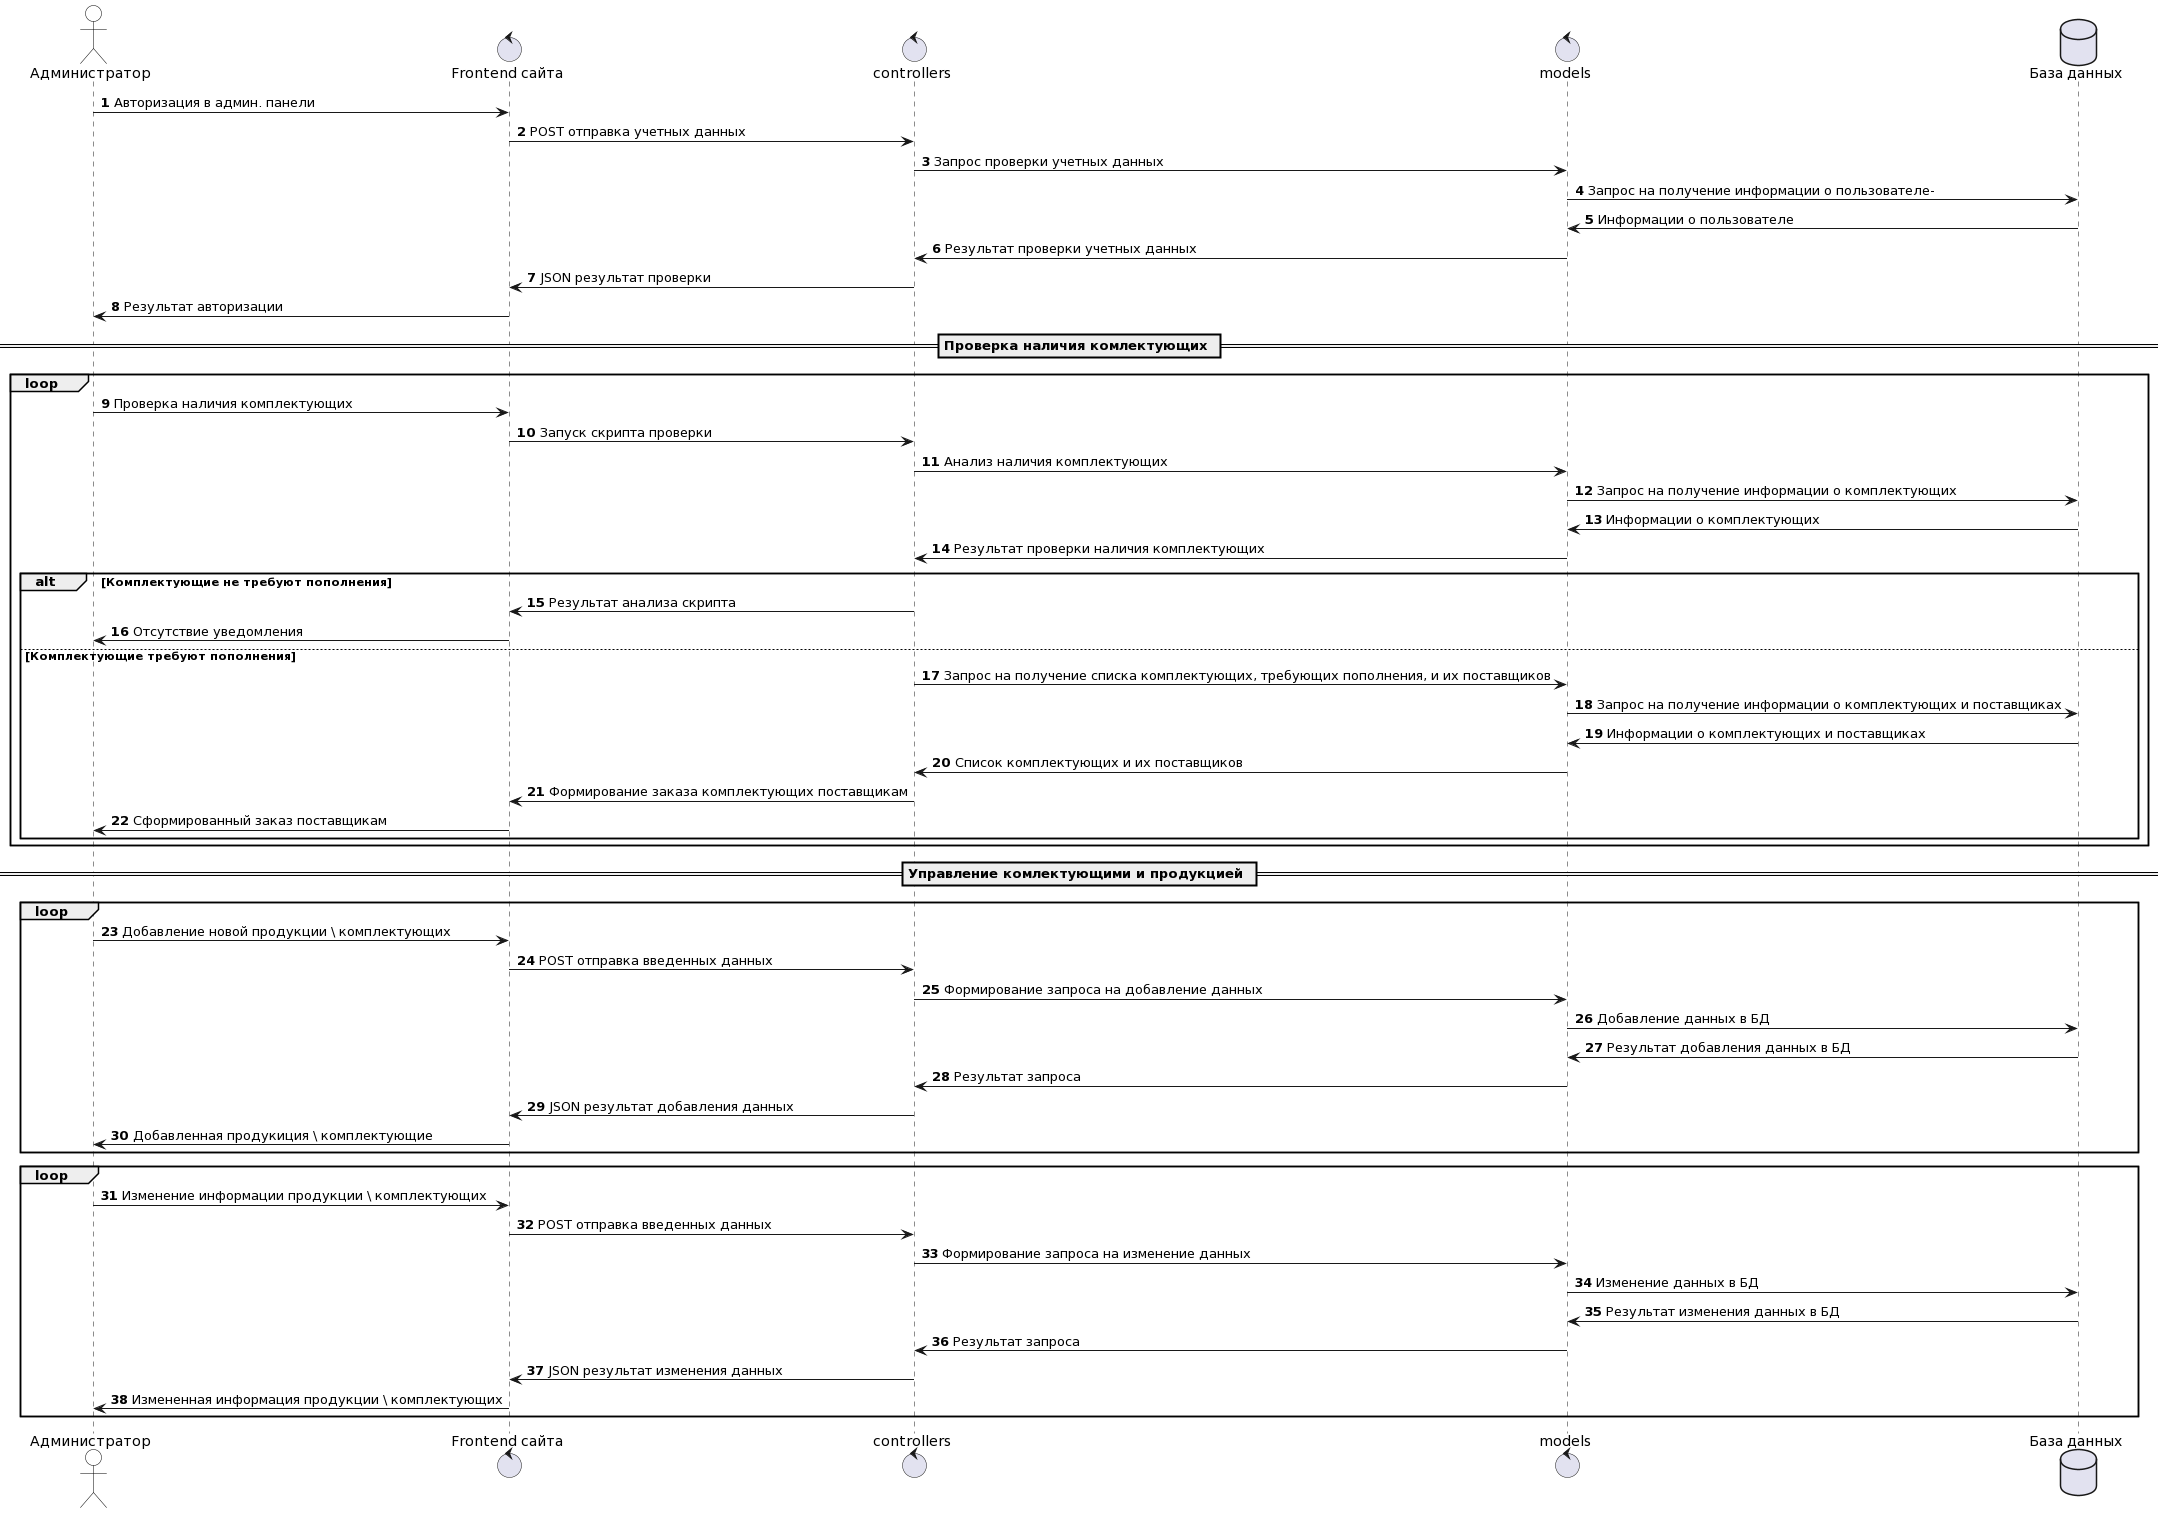 Администратор
Frontend сайта
controllers
models
База данных
1 Авторизация в админ. панели
2 POST отправка учетных данных
3 Запрос проверки учетных данных
4 Запрос на получение информации о пользователе-
5 Информации о пользователе
6 Результат проверки учетных данных
7 JSON результат проверки
8 Результат авторизации
Проверка наличия комлектующих
loop
9 Проверка наличия комплектующих
10 Запуск скрипта проверки
11 Анализ наличия комплектующих
12 Запрос на получение информации о комплектующих
13 Информации о комплектующих
14 Результат проверки наличия комплектующих
alt [Комплектующие не требуют пополнения]
15 Результат анализа скрипта
16 Отсутствие уведомления
[Комплектующие требуют пополнения]
17 Запрос на получение списка комплектующих, требующих пополнения, и их поставщиков
18 Запрос на получение информации о комплектующих и поставщиках
19 Информации о комплектующих и поставщиках
20 Список комплектующих и их поставщиков
21 Формирование заказа комплектующих поставщикам
22 Сформированный заказ поставщикам
Управление комлектующими и продукцией
loop
23 Добавление новой продукции \ комплектующих
24 POST отправка введенных данных
25 Формирование запроса на добавление данных
26 Добавление данных в БД
27 Результат добавления данных в БД
28 Результат запроса
29 JSON результат добавления данных
30 Добавленная продукиция \ комплектующие
loop
31 Изменение информации продукции \ комплектующих
32 POST отправка введенных данных
33 Формирование запроса на изменение данных
34 Изменение данных в БД
35 Результат изменения данных в БД
36 Результат запроса
37 JSON результат изменения данных
38 Измененная информация продукции \ комплектующих
Администратор
Frontend сайта
controllers
models
База данных